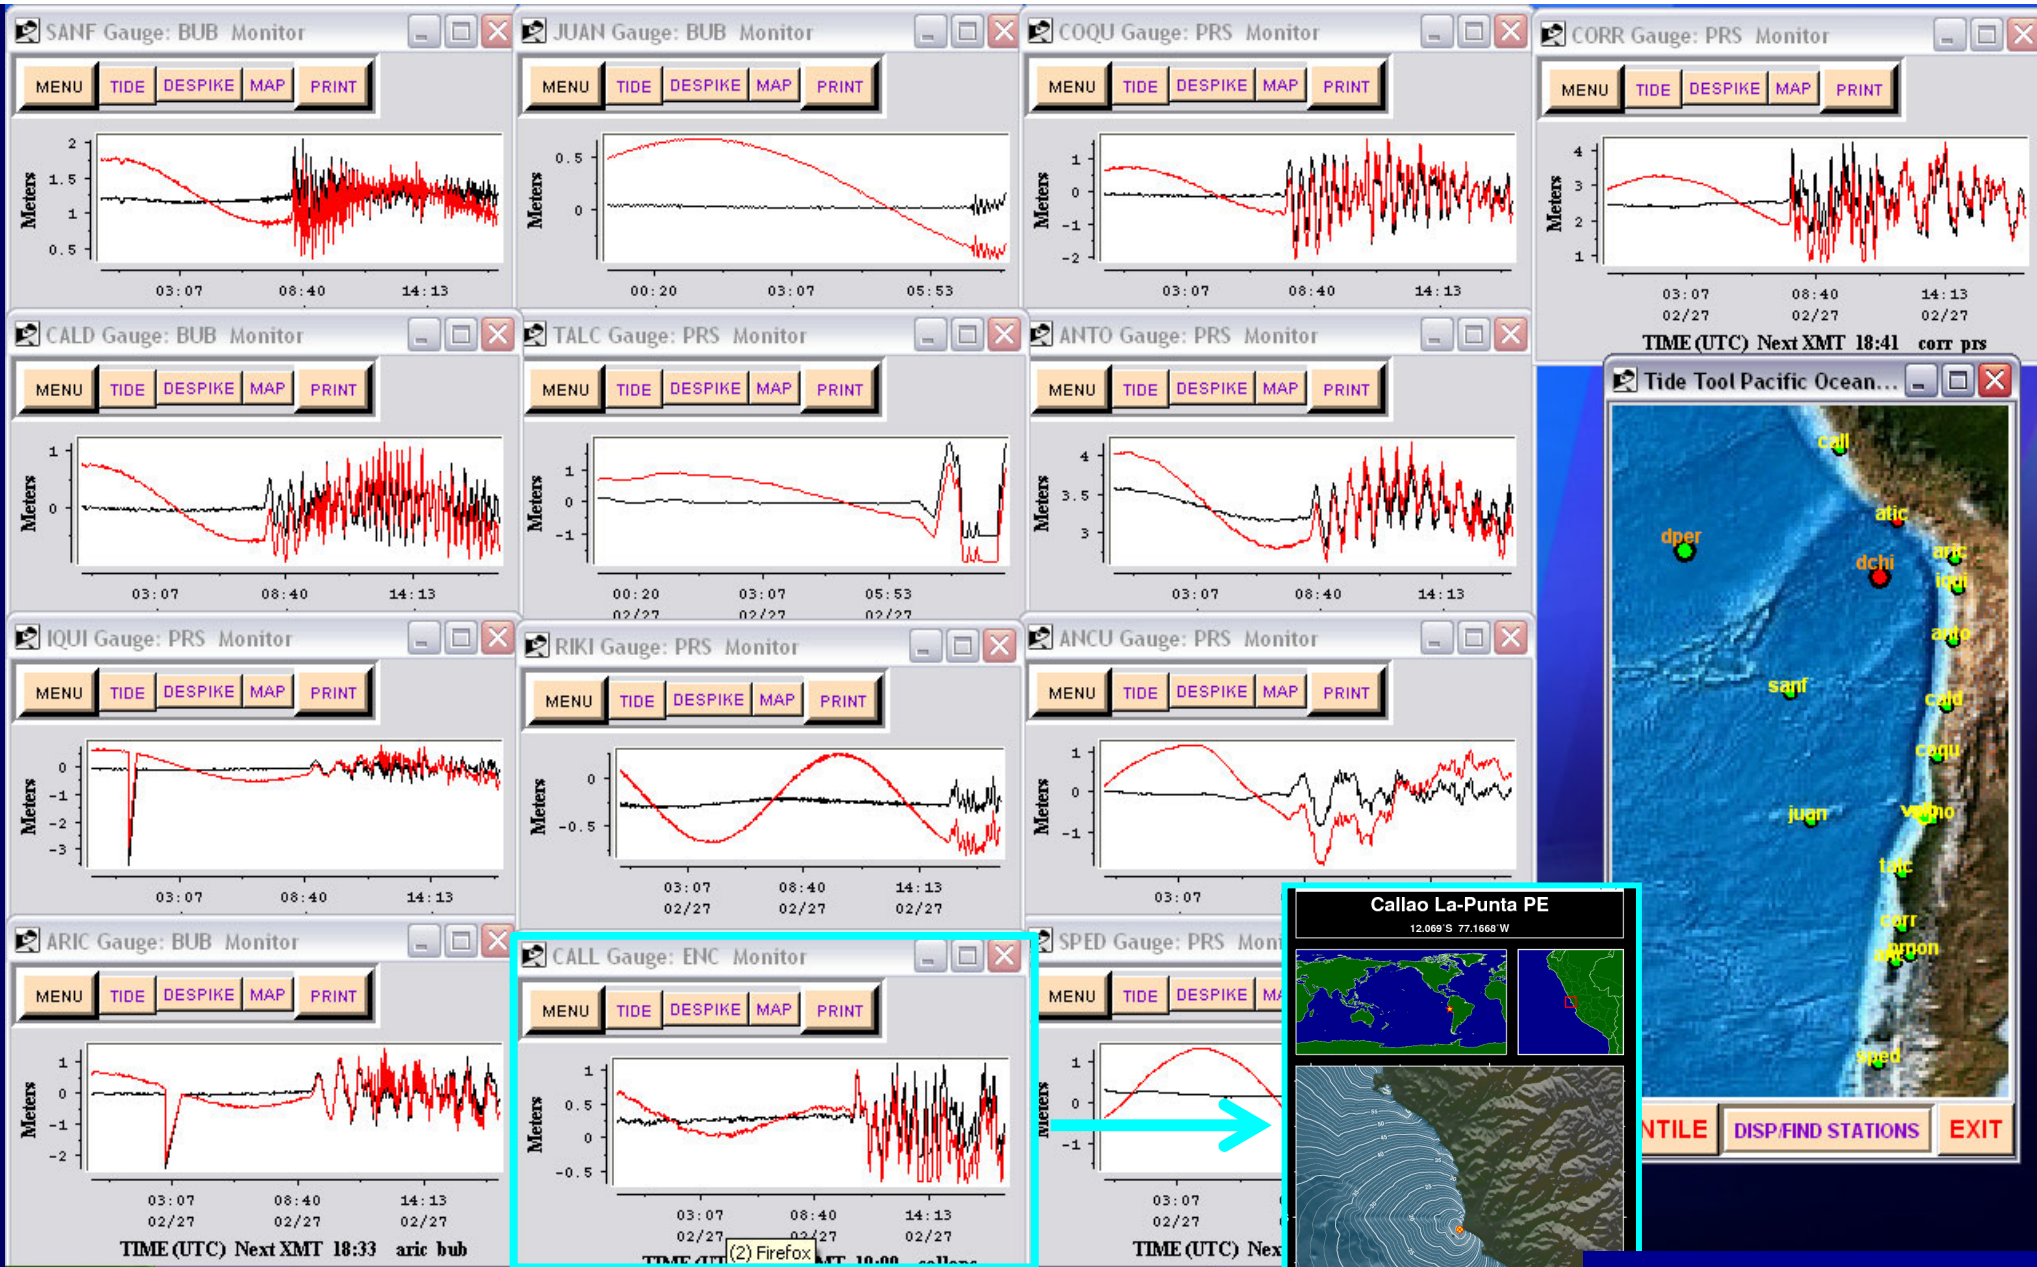 SANF Gauge: BUB Monitor
MENU TIDE DESPIKE MAP PRINT
Meters
2
1.5
1
0.5
03:07 08:40 14:13
JUAN Gauge: BUB Monitor
MENU TIDE DESPIKE MAP PRINT
Meters
0.5
0
00:20 03:07 05:53
COQU Gauge: PRS Monitor
MENU TIDE DESPIKE MAP PRINT
Meters
1
0
-1
-2
03:07 08:40 14:13
CORR Gauge: PRS Monitor
MENU TIDE DESPIKE MAP PRINT
Meters
4
3
2
1
03:07 08:40 14:13
02/27 02/27 02/27
TIME (UTC) Next XMT 18:41 corr prs
CALD Gauge: BUB Monitor
MENU TIDE DESPIKE MAP PRINT
Meters
1
0
03:07 08:40 14:13
TALC Gauge: PRS Monitor
MENU TIDE DESPIKE MAP PRINT
Meters
1
0
-1
00:20 03:07 05:53
02/27 02/27 02/27
ANTO Gauge: PRS Monitor
MENU TIDE DESPIKE MAP PRINT
Meters
4
3.5
3
03:07 08:40 14:13
Tide Tool Pacific Ocean...
call
atic
dper
dchi
aric
iqui
anto
sanf
cald
coqu
juan
talc
corr
sped
NTILE DISP/FIND STATIONS EXIT
IQUI Gauge: PRS Monitor
MENU TIDE DESPIKE MAP PRINT
Meters
0
-1
-2
-3
03:07 08:40 14:13
RIKI Gauge: PRS Monitor
MENU TIDE DESPIKE MAP PRINT
Meters
0
-0.5
03:07 08:40 14:13
02/27 02/27 02/27
ANCU Gauge: PRS Monitor
MENU TIDE DESPIKE MAP PRINT
Meters
1
0
-1
03:07
ARIC Gauge: BUB Monitor
MENU TIDE DESPIKE MAP PRINT
Meters
1
0
-1
-2
03:07 08:40 14:13
02/27 02/27 02/27
TIME (UTC) Next XMT 18:33 aric bub
CALL Gauge: ENC Monitor
MENU TIDE DESPIKE MAP PRINT
Meters
1
0.5
0
-0.5
03:07 08:40 14:13
02/27 02/27 02/27
(2) Firefox
SPED Gauge: PRS Moni
MENU TIDE DESPIKE MA
Meters
1
0
-1
03:07
02/27
TIME (UTC) Nex
Callao La-Punta PE
12.069°S 77.1668°W